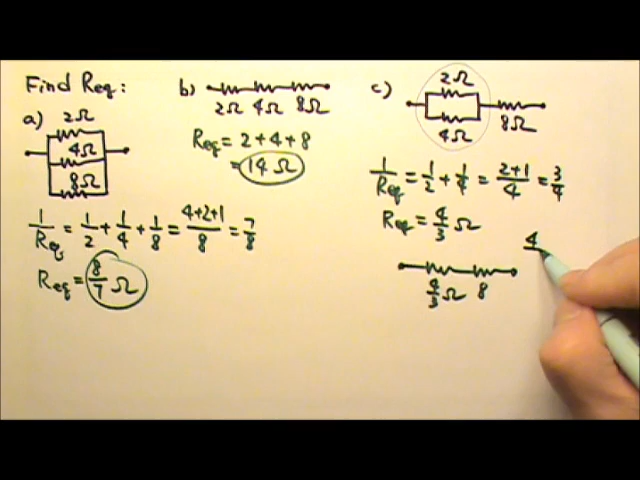 Find Req:
a)
2Ω
4Ω
8Ω
1/Req = 1/2 + 1/4 + 1/8 = 4+2+1/8 = 7/8
Req = 8/7 Ω
b)
2Ω 4Ω 8Ω
Req = 2+4+8
= 14 Ω
c)
2Ω
4Ω
8Ω
1/Req = 1/2 + 1/4 = 2+1/4 = 3/4
Req = 4/3 Ω
4/3 Ω 8
4